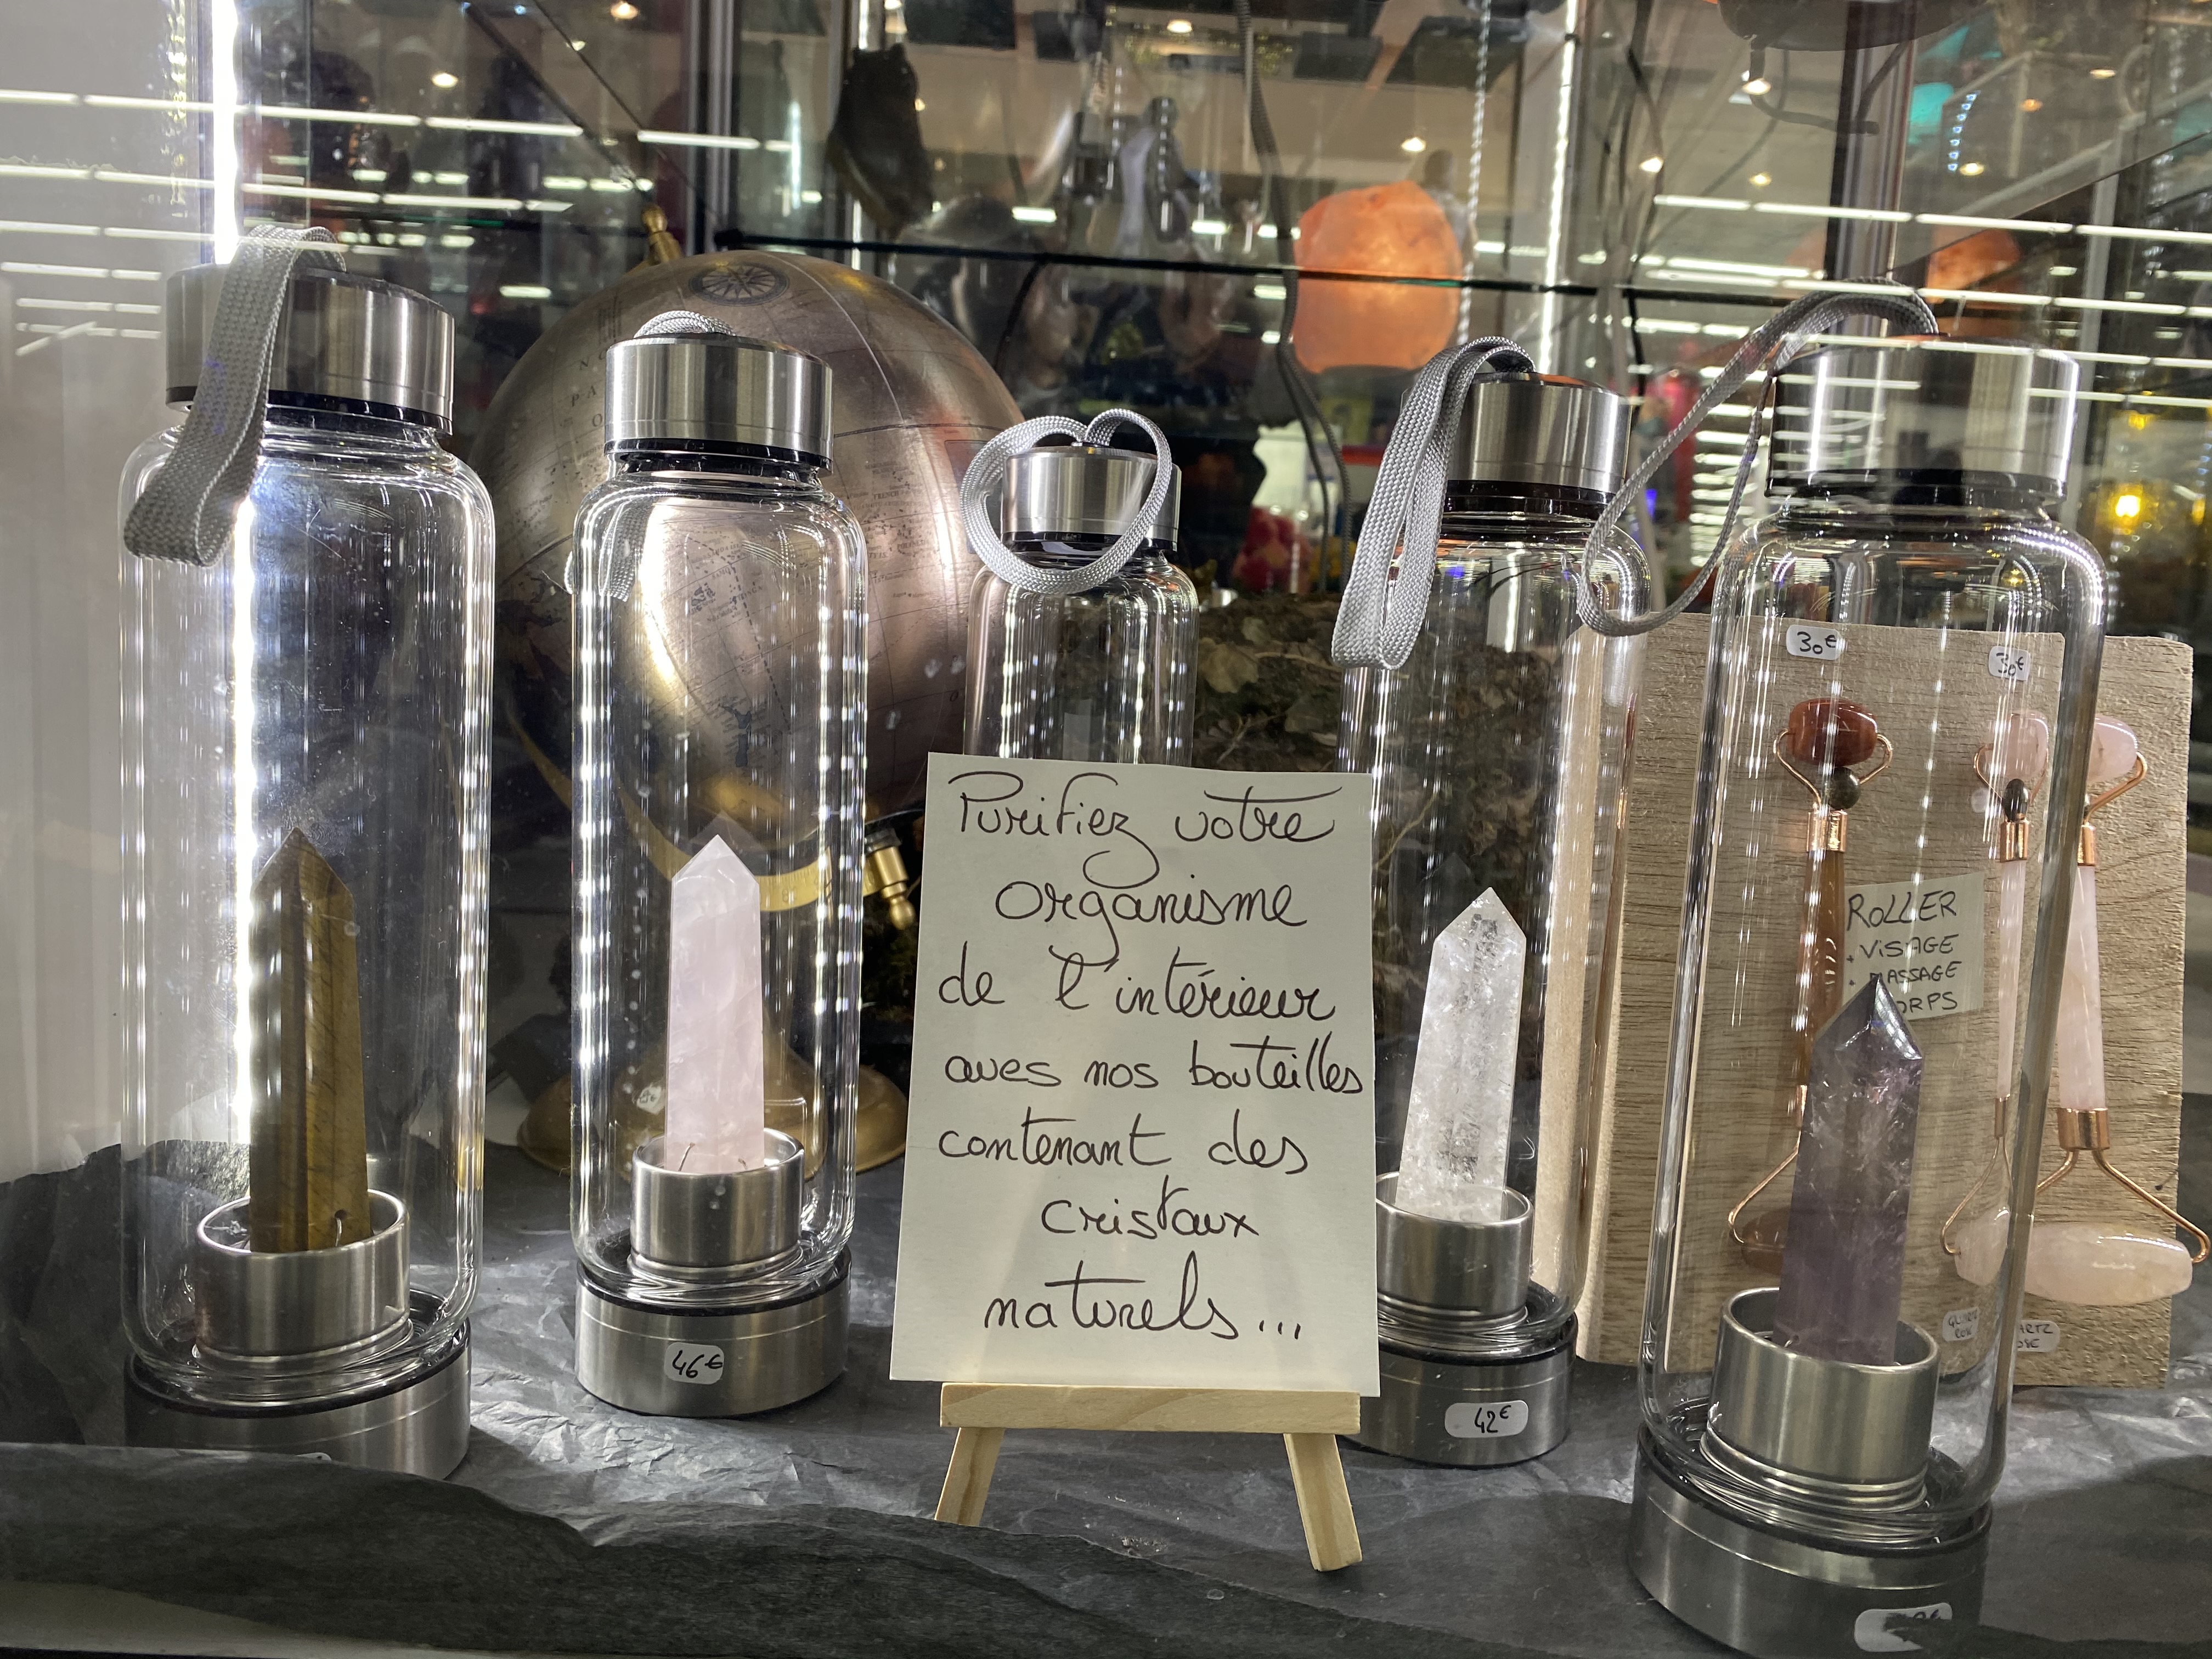 Purifiez votre
organisme
de l'intérieur
aves nos bouteilles
contenant des
cristaux
naturels...
46€
42€
30€
30€
ROLLER
. VISAGE
. MASSAGE